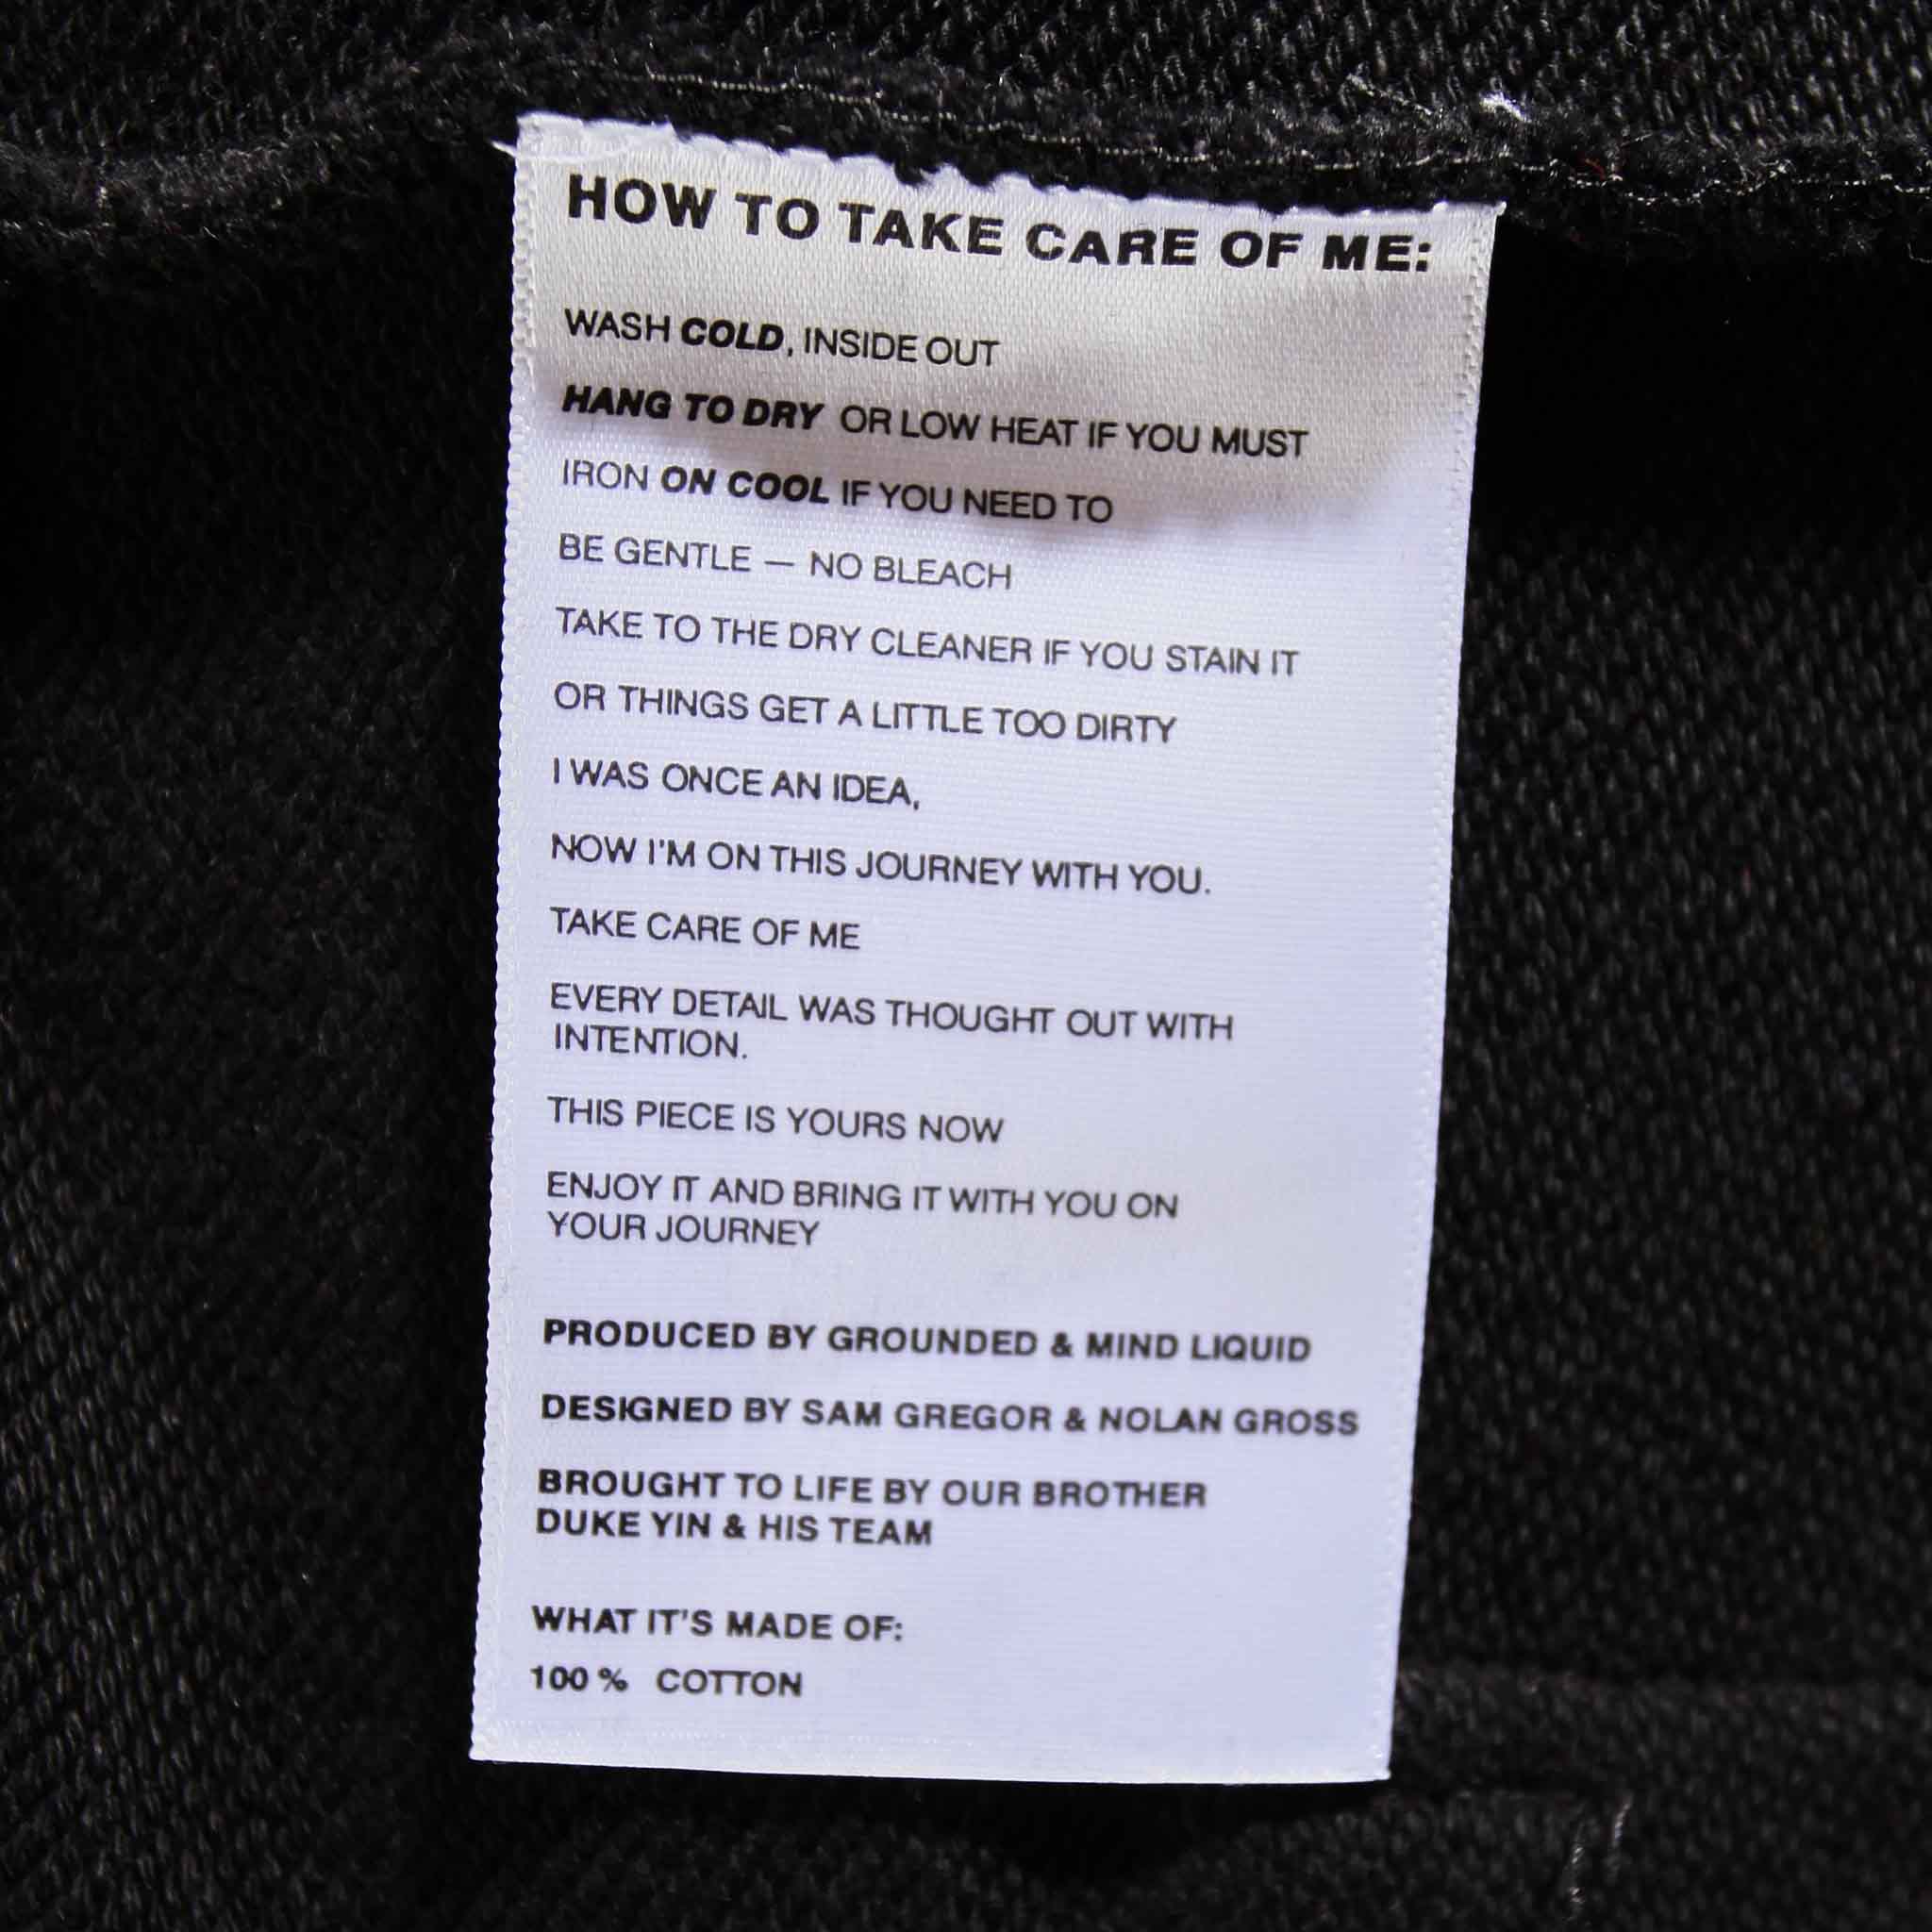 HOW TO TAKE CARE OF ME:
WASH COLD, INSIDE OUT
HANG TO DRY OR LOW HEAT IF YOU MUST
IRON ON COOL IF YOU NEED TO
BE GENTLE — NO BLEACH
TAKE TO THE DRY CLEANER IF YOU STAIN IT
OR THINGS GET A LITTLE TOO DIRTY
I WAS ONCE AN IDEA,
NOW I'M ON THIS JOURNEY WITH YOU.
TAKE CARE OF ME
EVERY DETAIL WAS THOUGHT OUT WITH
INTENTION.
THIS PIECE IS YOURS NOW
ENJOY IT AND BRING IT WITH YOU ON
YOUR JOURNEY
PRODUCED BY GROUNDED & MIND LIQUID
DESIGNED BY SAM GREGOR & NOLAN GROSS
BROUGHT TO LIFE BY OUR BROTHER
DUKE YIN & HIS TEAM
WHAT IT'S MADE OF:
100 % COTTON